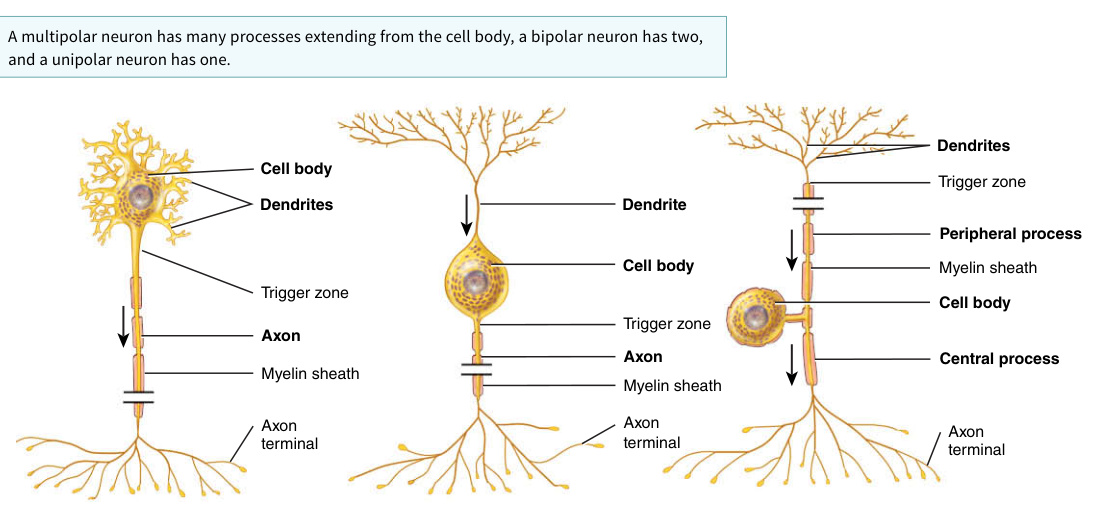 A multipolar neuron has many processes extending from the cell body, a bipolar neuron has two,
and a unipolar neuron has one.
Cell body
Dendrites
Trigger zone
Axon
Myelin sheath
Axon
terminal
Dendrite
Cell body
Trigger zone
Axon
Myelin sheath
Axon
terminal
Dendrites
Trigger zone
Peripheral process
Myelin sheath
Cell body
Central process
Axon
terminal